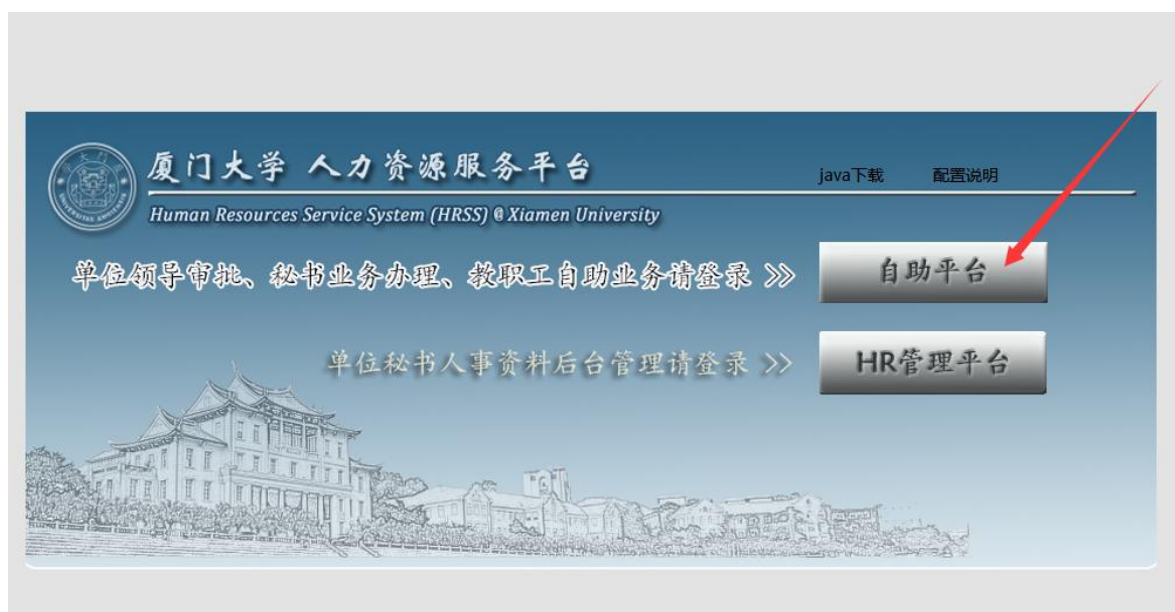 厦门大学 人力资源服务平台
java下载 配置说明
Human Resources Service System (HRSS) @ Xiamen University
单位领导审批、秘书业务办理、教职工自助业务请登录 >>
自助平台
单位秘书人事资料后台管理请登录 >>
HR管理平台